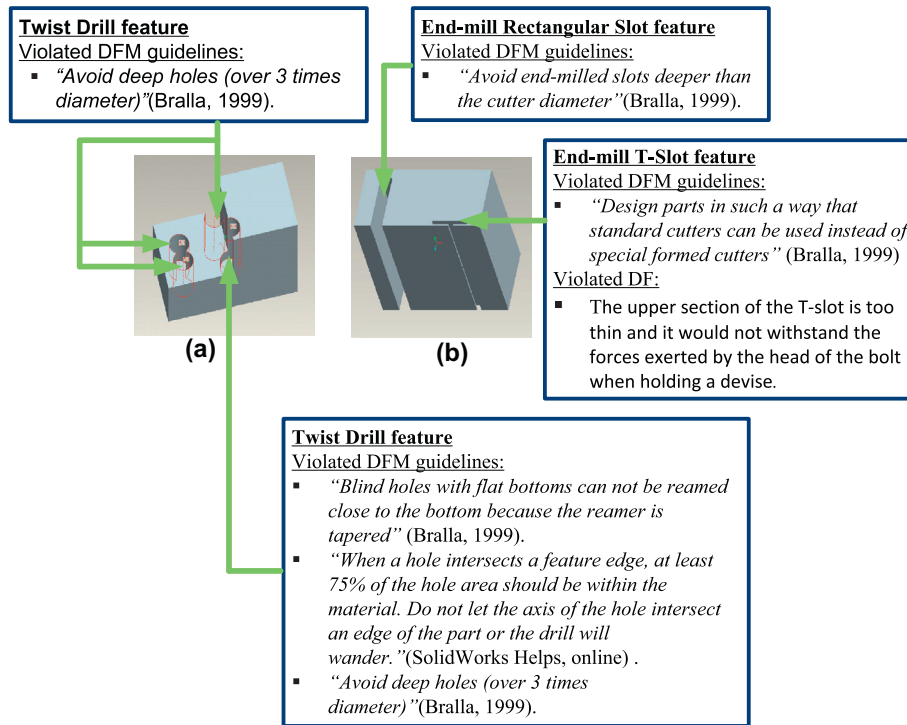 Twist Drill feature
Violated DFM guidelines:
▪ “Avoid deep holes (over 3 times
diameter)”(Bralla, 1999).
End-mill Rectangular Slot feature
Violated DFM guidelines:
▪ “Avoid end-milled slots deeper than
the cutter diameter”(Bralla, 1999).
End-mill T-Slot feature
Violated DFM guidelines:
▪ “Design parts in such a way that
standard cutters can be used instead of
special formed cutters” (Bralla, 1999)
Violated DF:
▪ The upper section of the T-slot is too
thin and it would not withstand the
forces exerted by the head of the bolt
when holding a devise.
(a)
(b)
Twist Drill feature
Violated DFM guidelines:
▪ “Blind holes with flat bottoms can not be reamed
close to the bottom because the reamer is
tapered” (Bralla, 1999).
▪ “When a hole intersects a feature edge, at least
75% of the hole area should be within the
material. Do not let the axis of the hole intersect
an edge of the part or the drill will
wander.”(SolidWorks Helps, online) .
▪ “Avoid deep holes (over 3 times
diameter)”(Bralla, 1999).